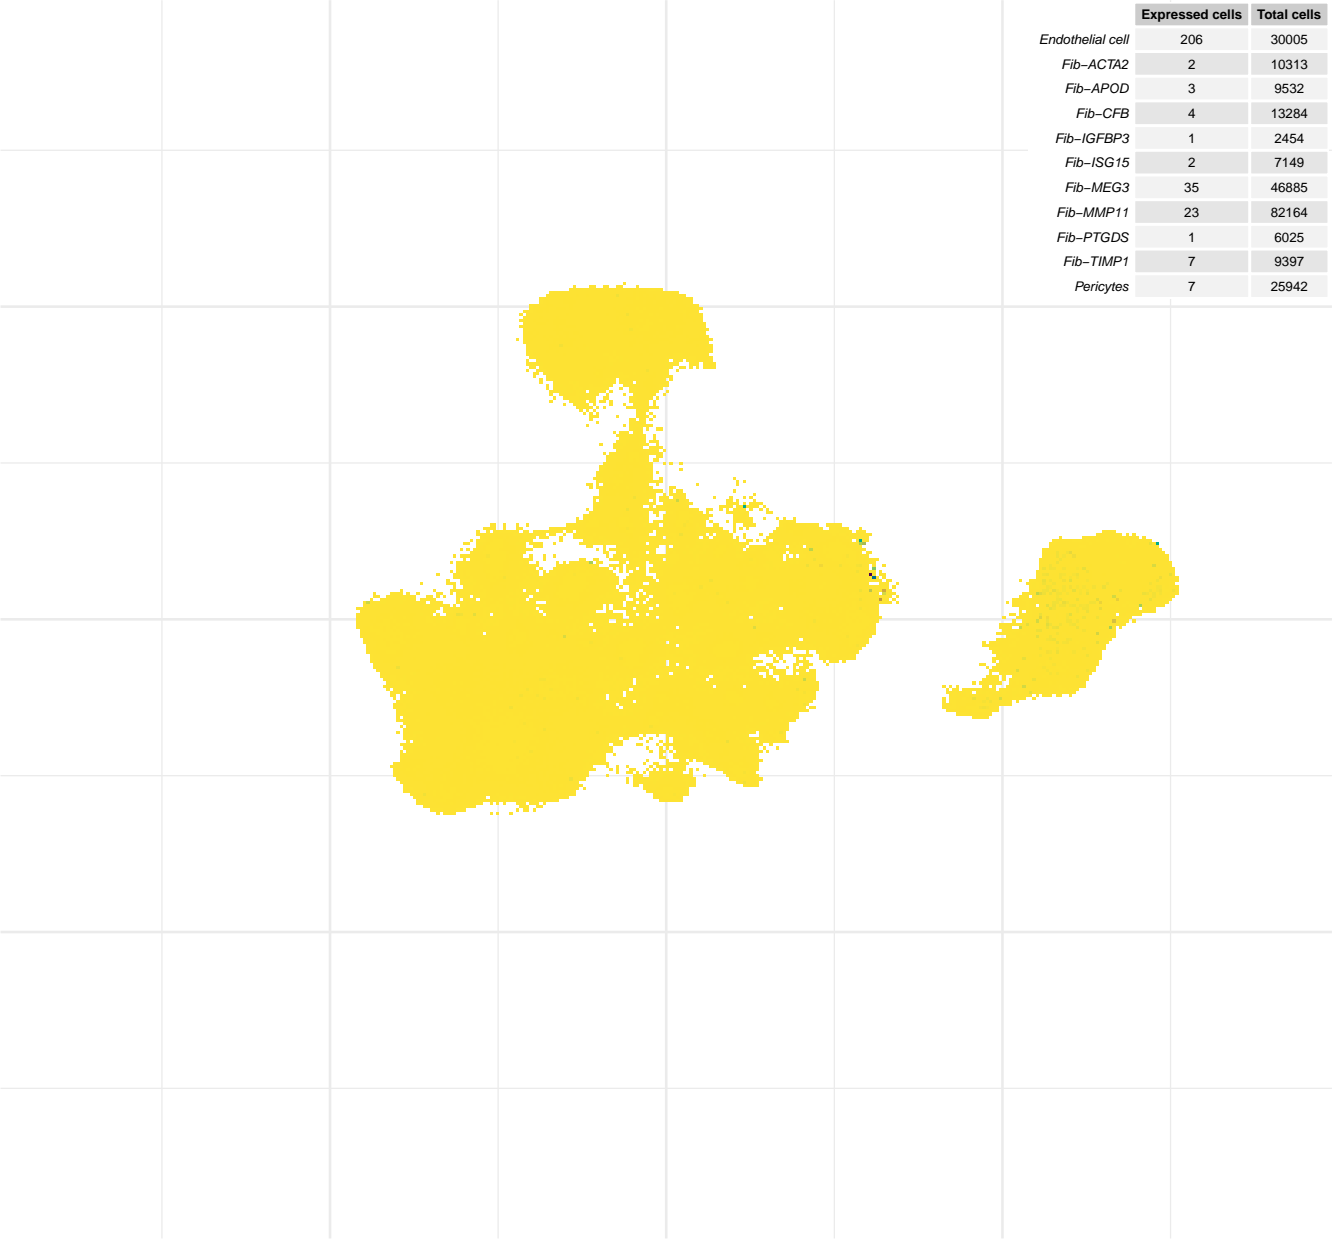 Expressed cells Total cells
Endothelial cell 206 30005
Fib−ACTA2 2 10313
Fib−APOD 3 9532
Fib−CFB 4 13284
Fib−IGFBP3 1 2454
Fib−ISG15 2 7149
Fib−MEG3 35 46885
Fib−MMP11 23 82164
Fib−PTGDS 1 6025
Fib−TIMP1 7 9397
Pericytes 7 25942